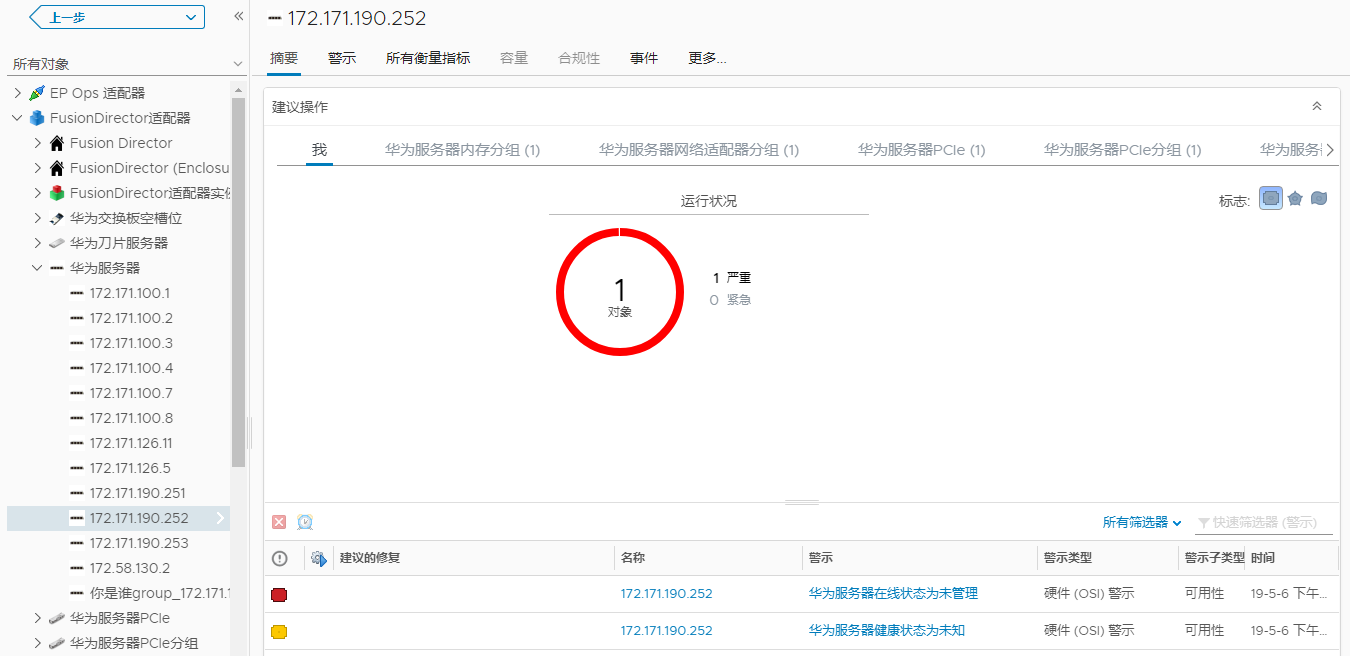 上一步
所有对象
EP Ops 适配器
FusionDirector适配器
Fusion Director
FusionDirector (Enclosu
FusionDirector适配器实例
华为交换板空槽位
华为刀片服务器
华为服务器
172.171.100.1
172.171.100.2
172.171.100.3
172.171.100.4
172.171.100.7
172.171.100.8
172.171.126.11
172.171.126.5
172.171.190.251
172.171.190.252
172.171.190.253
172.58.130.2
你是谁group_172.171.1
华为服务器PCIe
华为服务器PCIe分组
172.171.190.252
摘要 警示 所有衡量指标 容量 合规性 事件 更多...
建议操作
我 华为服务器内存分组 (1) 华为服务器网络适配器分组 (1) 华为服务器PCIe (1) 华为服务器PCIe分组 (1) 华为服务
运行状况
标志:
1
对象
1 严重
0 紧急
所有筛选器 快速筛选器 (警示)
建议的修复 名称 警示 警示类型 警示子类型 时间
172.171.190.252 华为服务器在线状态为未管理 硬件 (OSI) 警示 可用性 19-5-6 下午...
172.171.190.252 华为服务器健康状态为未知 硬件 (OSI) 警示 可用性 19-5-6 下午...